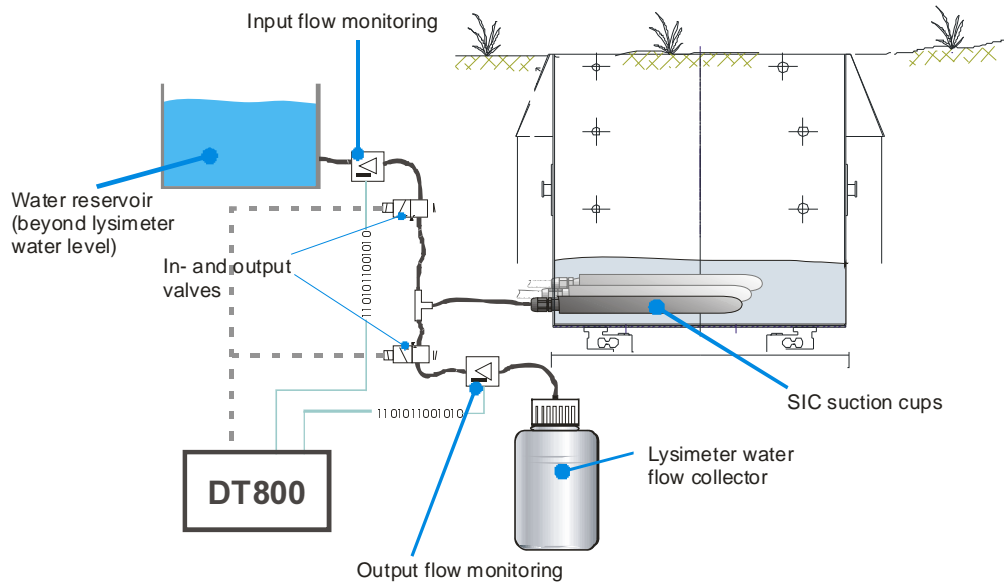 Input flow monitoring
Water reservoir
(beyond lysimeter
water level)
In- and output
valves
1101011001010
1101011001010
DT800
SIC suction cups
Lysimeter water
flow collector
Output flow monitoring